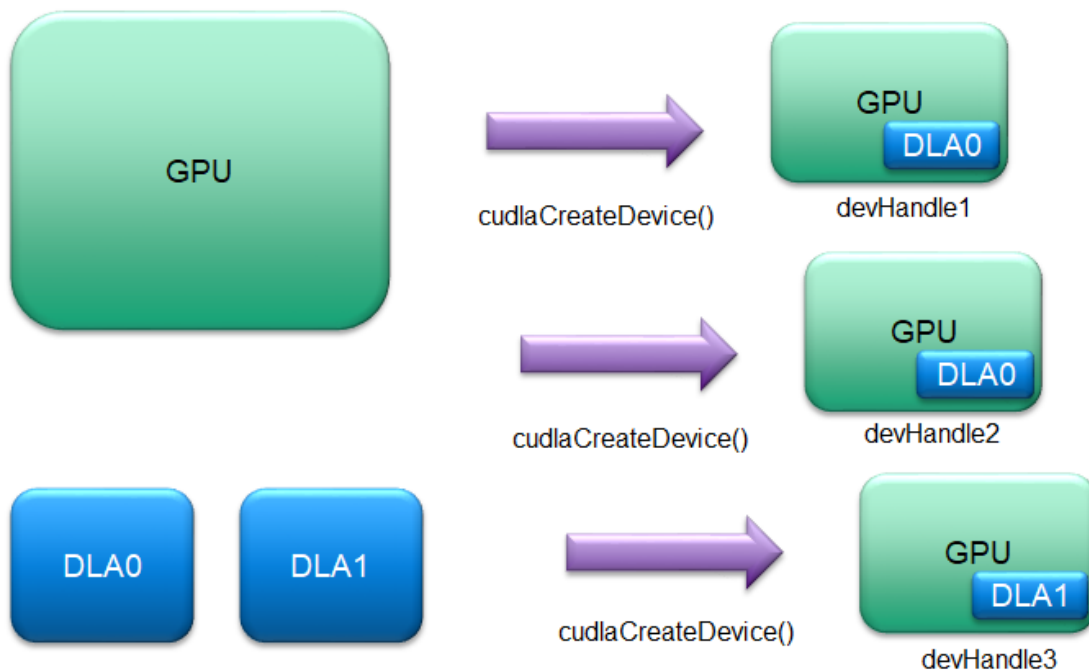 GPU
cudlaCreateDevice()
GPU
DLA0
devHandle1
cudlaCreateDevice()
GPU
DLA0
devHandle2
DLA0
DLA1
cudlaCreateDevice()
GPU
DLA1
devHandle3